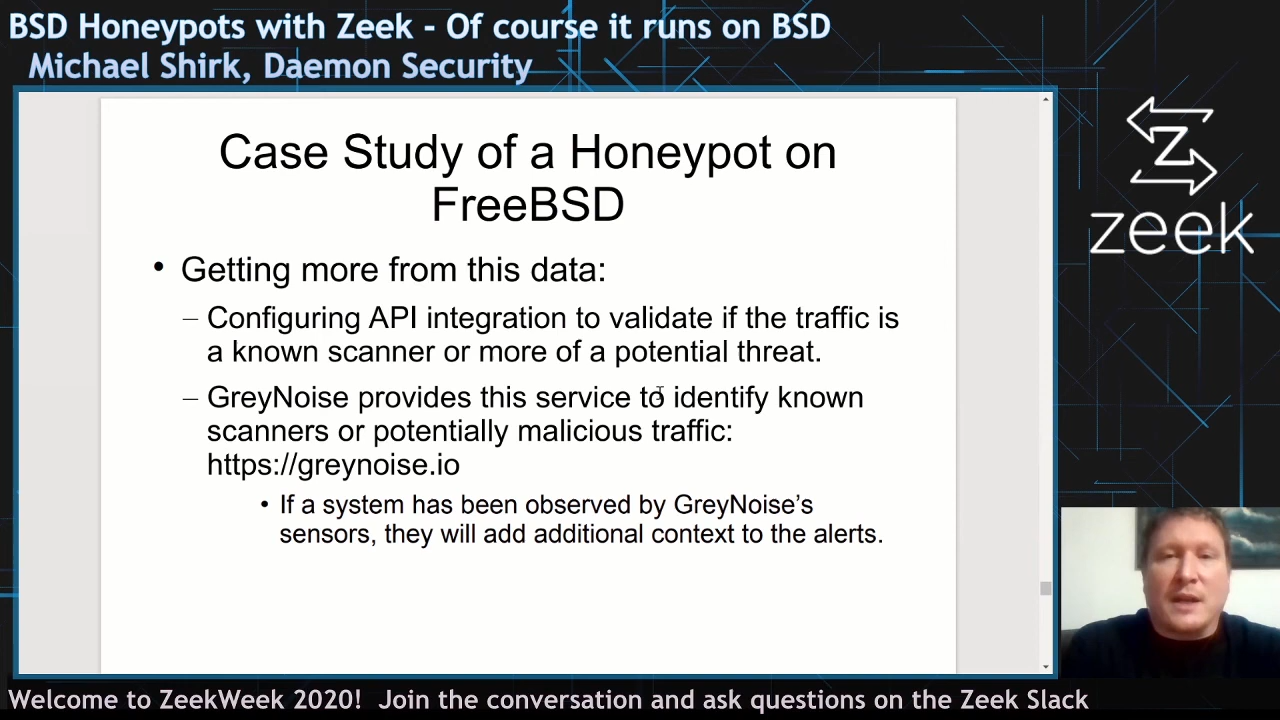 BSD Honeypots with Zeek - Of course it runs on BSD
Michael Shirk, Daemon Security
Case Study of a Honeypot on
FreeBSD
• Getting more from this data:
– Configuring API integration to validate if the traffic is
a known scanner or more of a potential threat.
– GreyNoise provides this service to identify known
scanners or potentially malicious traffic:
https://greynoise.io
• If a system has been observed by GreyNoise’s
sensors, they will add additional context to the alerts.
Z
zeek
Welcome to ZeekWeek 2020! Join the conversation and ask questions on the Zeek Slack